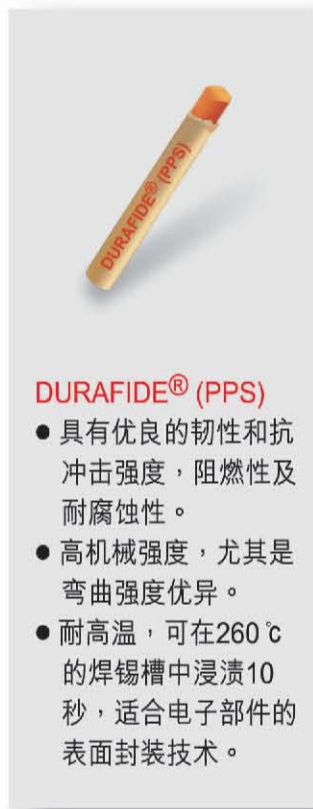 DURAFIDE® (PPS)
DURAFIDE® (PPS)
● 具有优良的韧性和抗
冲击强度，阻燃性及
耐腐蚀性。
● 高机械强度，尤其是
弯曲强度优异。
● 耐高温，可在260℃
的焊锡槽中浸渍10
秒，适合电子部件的
表面封装技术。